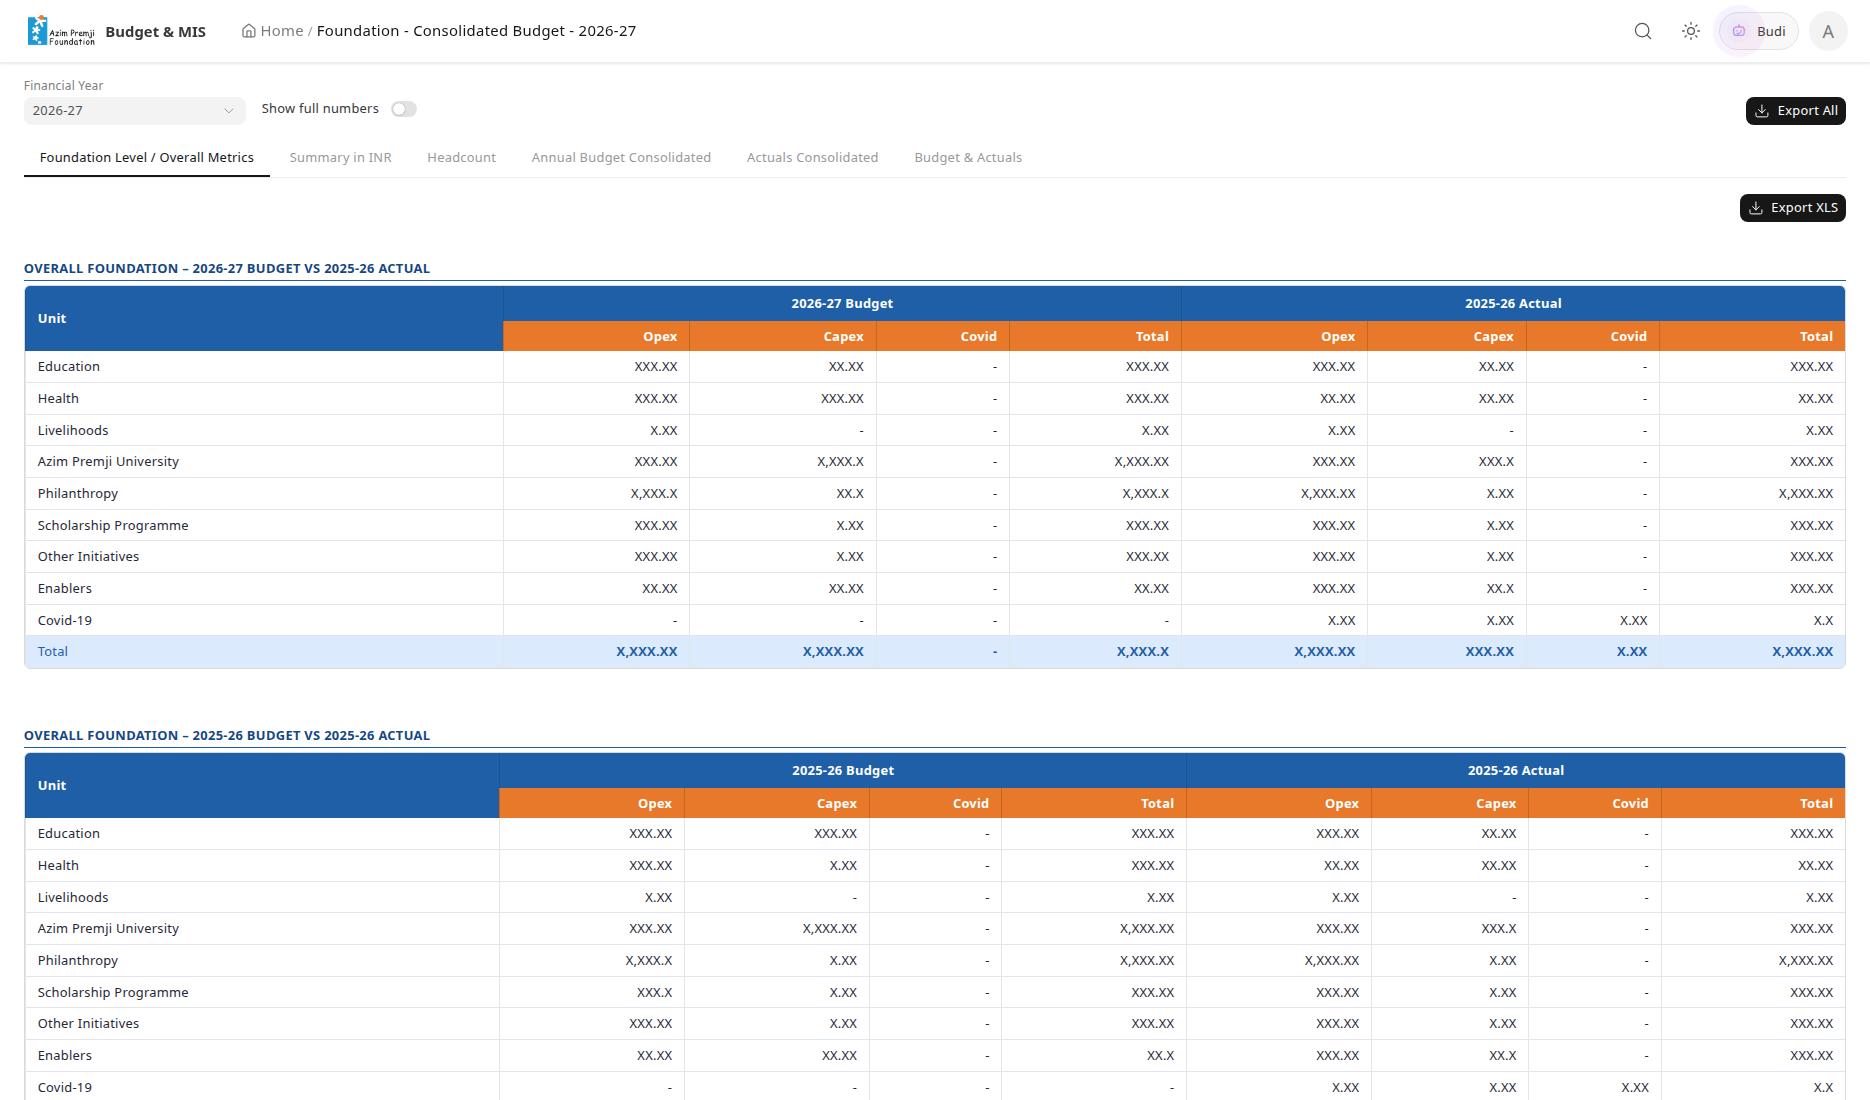 Azim Premji Foundation Budget & MIS Home / Foundation - Consolidated Budget - 2026-27 Budi A
Financial Year
2026-27 Show full numbers Export All
Foundation Level / Overall Metrics Summary in INR Headcount Annual Budget Consolidated Actuals Consolidated Budget & Actuals
Export XLS
OVERALL FOUNDATION – 2026-27 BUDGET VS 2025-26 ACTUAL
Unit 2026-27 Budget 2025-26 Actual
Opex Capex Covid Total Opex Capex Covid Total
Education XXX.XX XX.XX - XXX.XX XXX.XX XX.XX - XXX.XX
Health XXX.XX XXX.XX - XXX.XX XX.XX XX.XX - XX.XX
Livelihoods X.XX - - X.XX X.XX - - X.XX
Azim Premji University XXX.XX X,XXX.X - X,XXX.XX XXX.XX XXX.X - XXX.XX
Philanthropy X,XXX.X XX.X - X,XXX.X X,XXX.XX X.XX - X,XXX.XX
Scholarship Programme XXX.XX X.XX - XXX.XX XXX.XX X.XX - XXX.XX
Other Initiatives XXX.XX X.XX - XXX.XX XXX.XX X.XX - XXX.XX
Enablers XX.XX XX.XX - XX.XX XXX.XX XX.X - XXX.XX
Covid-19 - - - - X.XX X.XX X.XX X.X
Total X,XXX.XX X,XXX.XX - X,XXX.X X,XXX.XX XXX.XX X.XX X,XXX.XX
OVERALL FOUNDATION – 2025-26 BUDGET VS 2025-26 ACTUAL
Unit 2025-26 Budget 2025-26 Actual
Opex Capex Covid Total Opex Capex Covid Total
Education XXX.XX XXX.XX - XXX.XX XXX.XX XX.XX - XXX.XX
Health XXX.XX X.XX - XXX.XX XX.XX XX.XX - XX.XX
Livelihoods X.XX - - X.XX X.XX - - X.XX
Azim Premji University XXX.XX X,XXX.XX - X,XXX.XX XXX.XX XXX.X - XXX.XX
Philanthropy X,XXX.X X.XX - X,XXX.XX X,XXX.XX X.XX - X,XXX.XX
Scholarship Programme XXX.X X.XX - XXX.XX XXX.XX X.XX - XXX.XX
Other Initiatives XXX.XX X.XX - XXX.XX XXX.XX X.XX - XXX.XX
Enablers XX.XX XX.XX - XX.X XXX.XX XX.X - XXX.XX
Covid-19 - - - - X.XX X.XX X.XX X.X